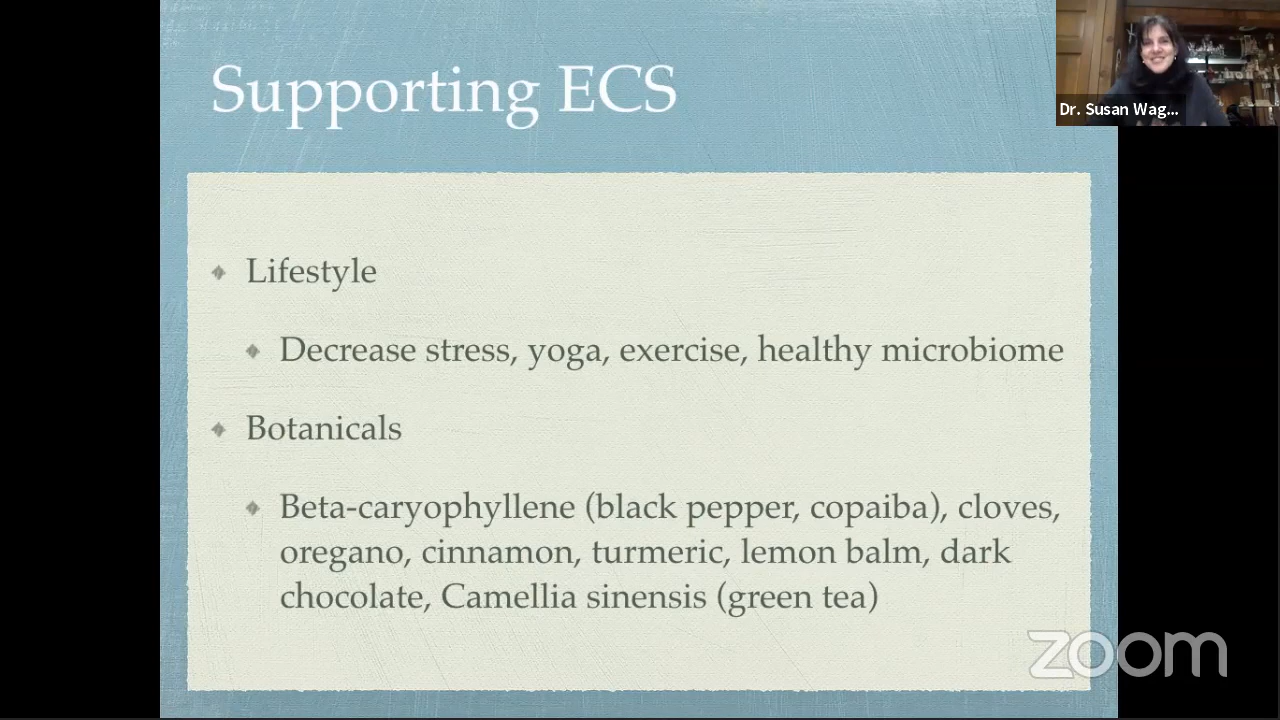 Supporting ECS
Dr. Susan Wag...
Lifestyle
Decrease stress, yoga, exercise, healthy microbiome
Botanicals
Beta-caryophyllene (black pepper, copaiba), cloves,
oregano, cinnamon, turmeric, lemon balm, dark
chocolate, Camellia sinensis (green tea)
zoom